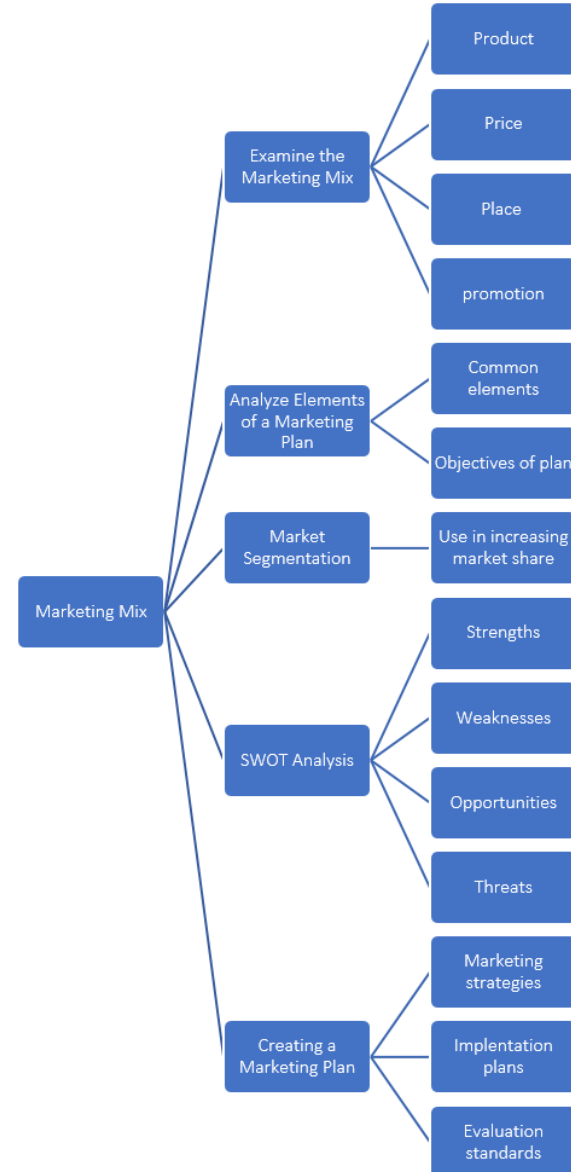 Marketing Mix
Examine the
Marketing Mix
Product
Price
Place
promotion
Analyze Elements
of a Marketing
Plan
Common
elements
Objectives of plan
Market
Segmentation
Use in increasing
market share
SWOT Analysis
Strengths
Weaknesses
Opportunities
Threats
Creating a
Marketing Plan
Marketing
strategies
Implentation
plans
Evaluation
standards